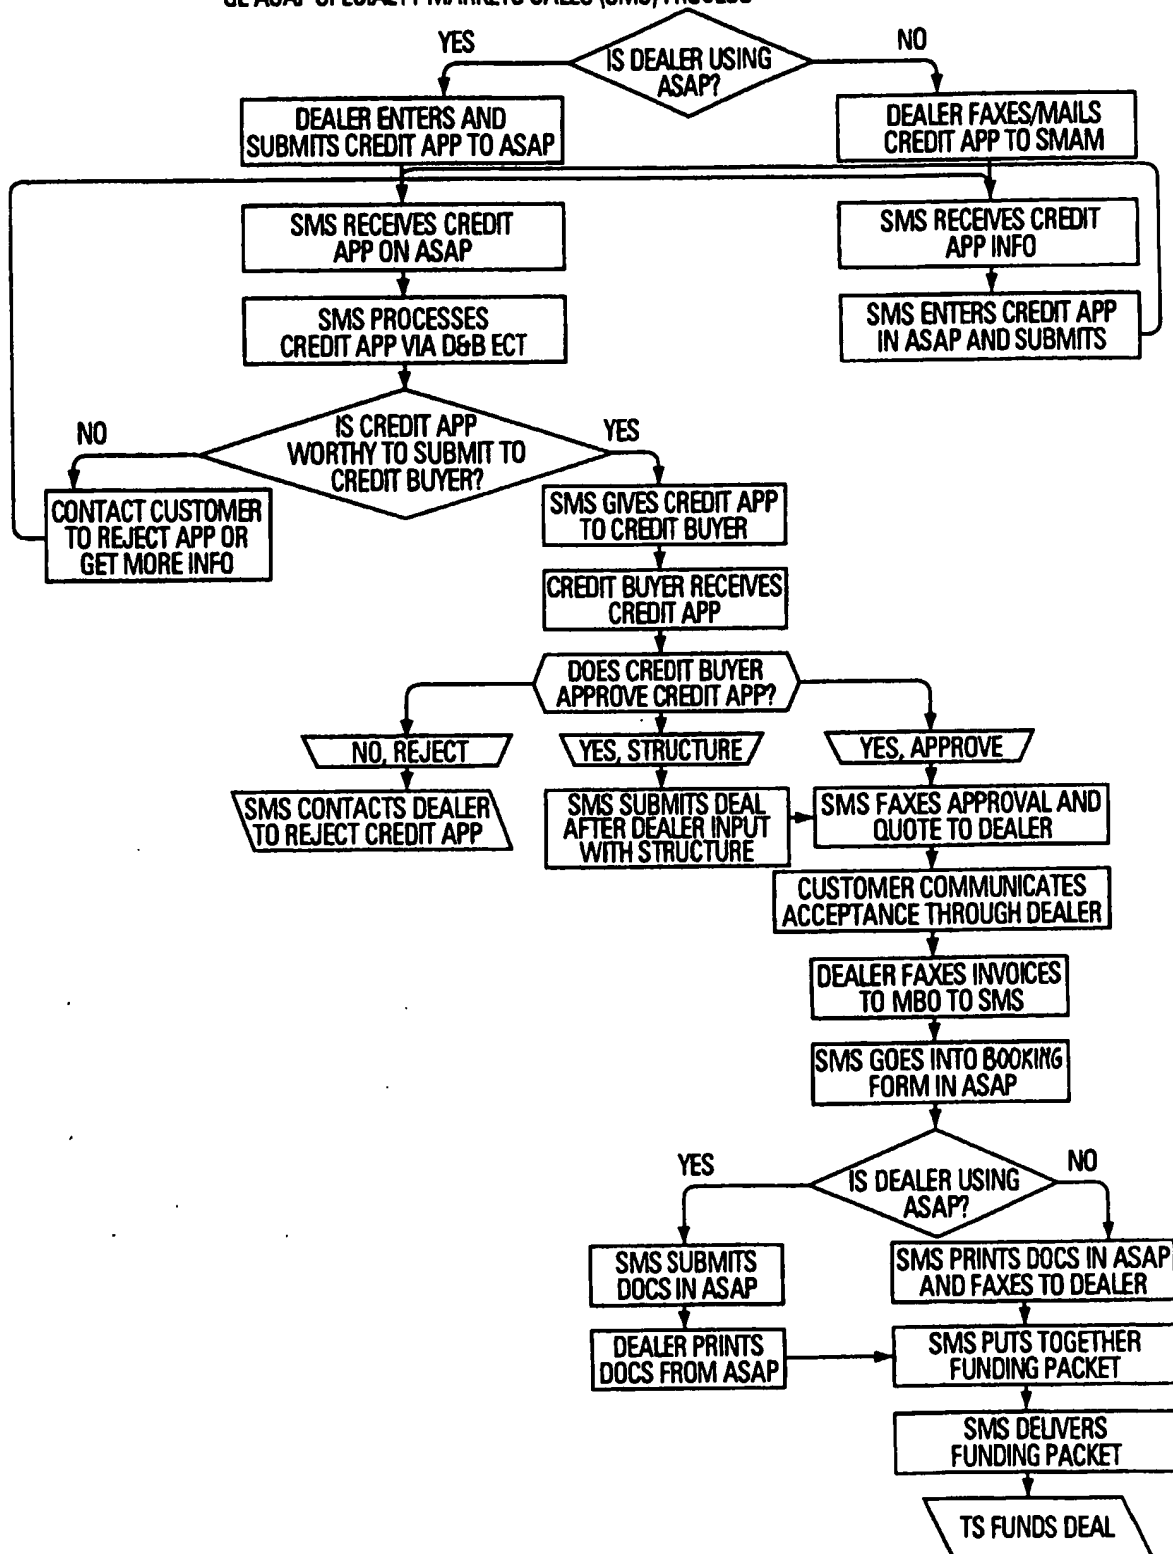 GE ASAP SPECIALTY MARKETS SALES (SMS) PROCESS
IS DEALER USING
ASAP?
YES
NO
DEALER ENTERS AND
SUBMITS CREDIT APP TO ASAP
DEALER FAXES/MAILS
CREDIT APP TO SMAM
SMS RECEIVES CREDIT
APP ON ASAP
SMS RECEIVES CREDIT
APP INFO
SMS PROCESSES
CREDIT APP VIA D&B ECT
SMS ENTERS CREDIT APP
IN ASAP AND SUBMITS
IS CREDIT APP
WORTHY TO SUBMIT TO
CREDIT BUYER?
NO
YES
CONTACT CUSTOMER
TO REJECT APP OR
GET MORE INFO
SMS GIVES CREDIT APP
TO CREDIT BUYER
CREDIT BUYER RECEIVES
CREDIT APP
DOES CREDIT BUYER
APPROVE CREDIT APP?
NO, REJECT
YES, STRUCTURE
YES, APPROVE
SMS CONTACTS DEALER
TO REJECT CREDIT APP
SMS SUBMITS DEAL
AFTER DEALER INPUT
WITH STRUCTURE
SMS FAXES APPROVAL AND
QUOTE TO DEALER
CUSTOMER COMMUNICATES
ACCEPTANCE THROUGH DEALER
DEALER FAXES INVOICES
TO MBO TO SMS
SMS GOES INTO BOOKING
FORM IN ASAP
IS DEALER USING
ASAP?
YES
NO
SMS SUBMITS
DOCS IN ASAP
SMS PRINTS DOCS IN ASAP
AND FAXES TO DEALER
DEALER PRINTS
DOCS FROM ASAP
SMS PUTS TOGETHER
FUNDING PACKET
SMS DELIVERS
FUNDING PACKET
TS FUNDS DEAL